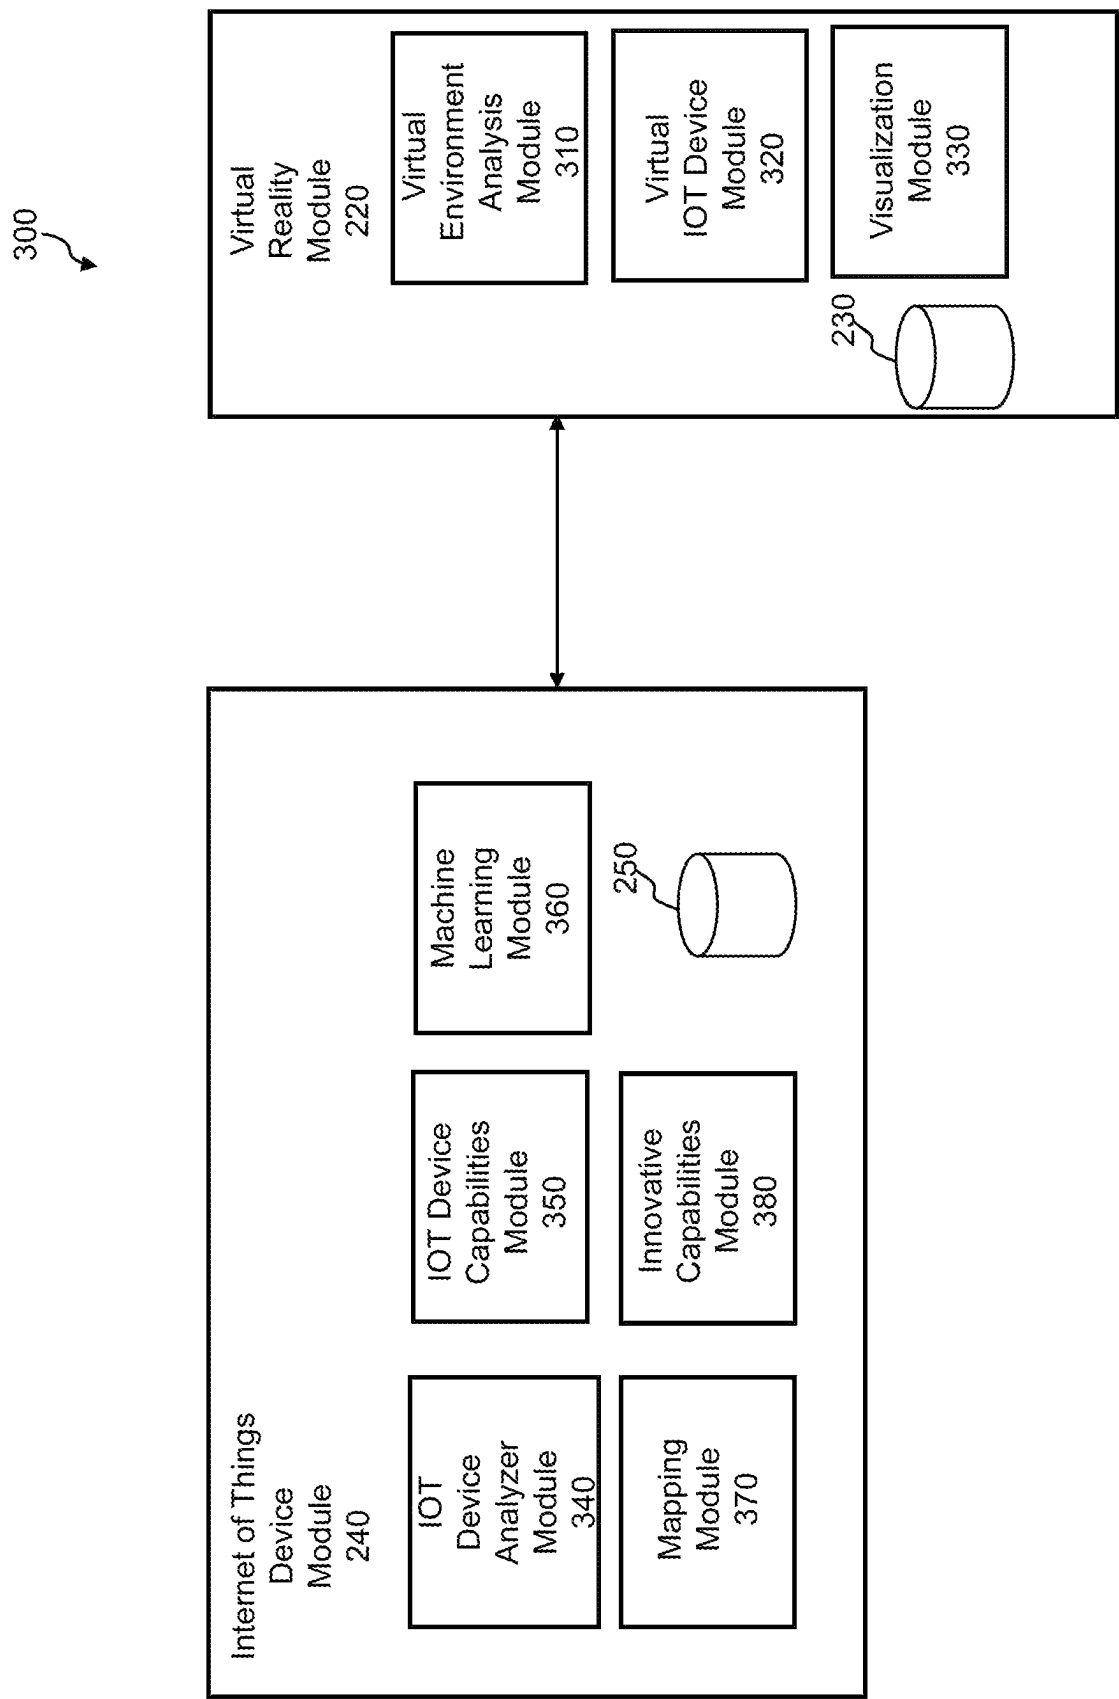 300
Internet of Things
Device
Module
240
IOT
Device
Analyzer
Module
340
IOT Device
Capabilities
Module
350
Machine
Learning
Module
360
Mapping
Module
370
Innovative
Capabilities
Module
380
250
Virtual
Reality
Module
220
Virtual
Environment
Analysis
Module
310
Virtual
IOT Device
Module
320
Visualization
Module
330
230